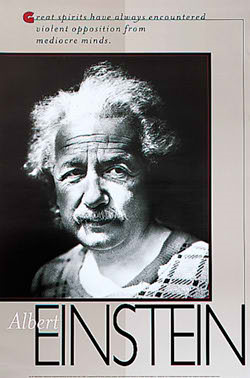 Great spirits have always encountered
violent opposition from
mediocre minds.
Albert
EINSTEIN